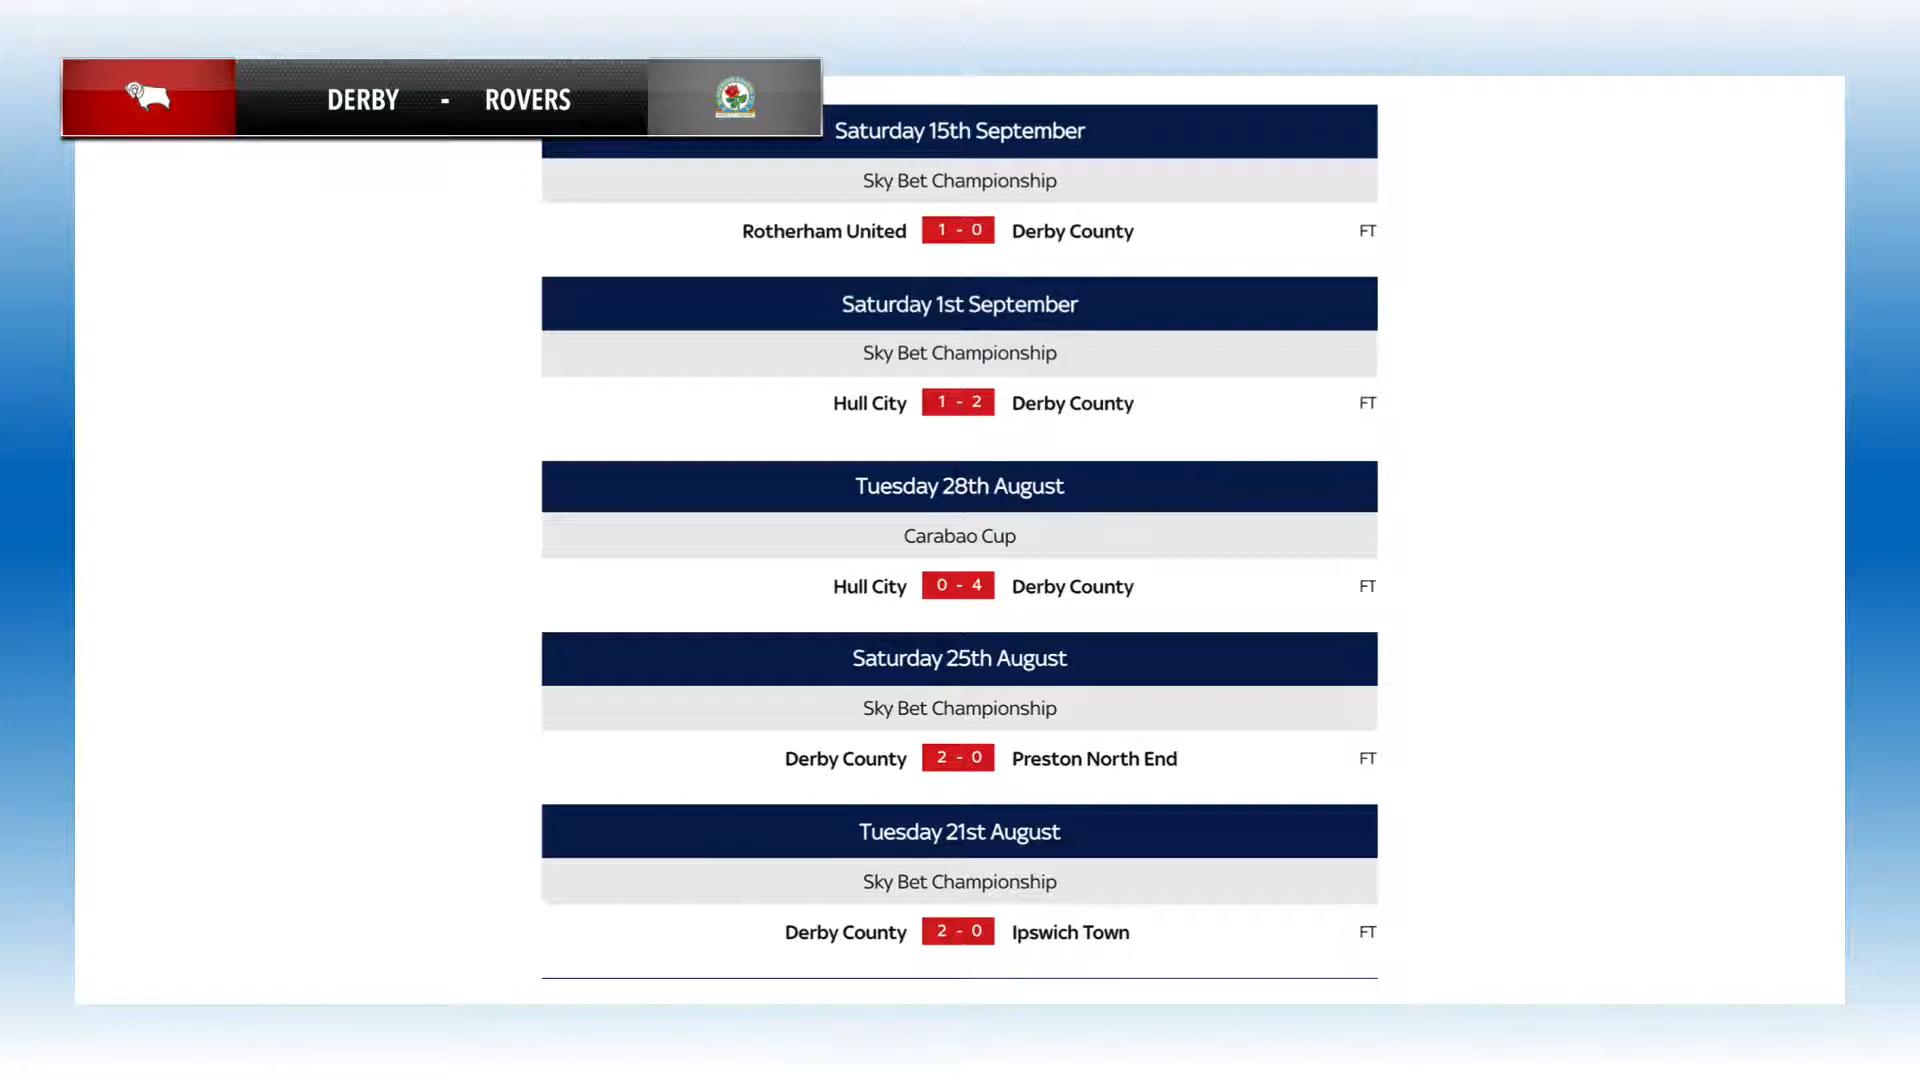 DERBY - ROVERS
Saturday 15th September
Sky Bet Championship
Rotherham United 1 - 0 Derby County FT
Saturday 1st September
Sky Bet Championship
Hull City 1 - 2 Derby County FT
Tuesday 28th August
Carabao Cup
Hull City 0 - 4 Derby County FT
Saturday 25th August
Sky Bet Championship
Derby County 2 - 0 Preston North End FT
Tuesday 21st August
Sky Bet Championship
Derby County 2 - 0 Ipswich Town FT